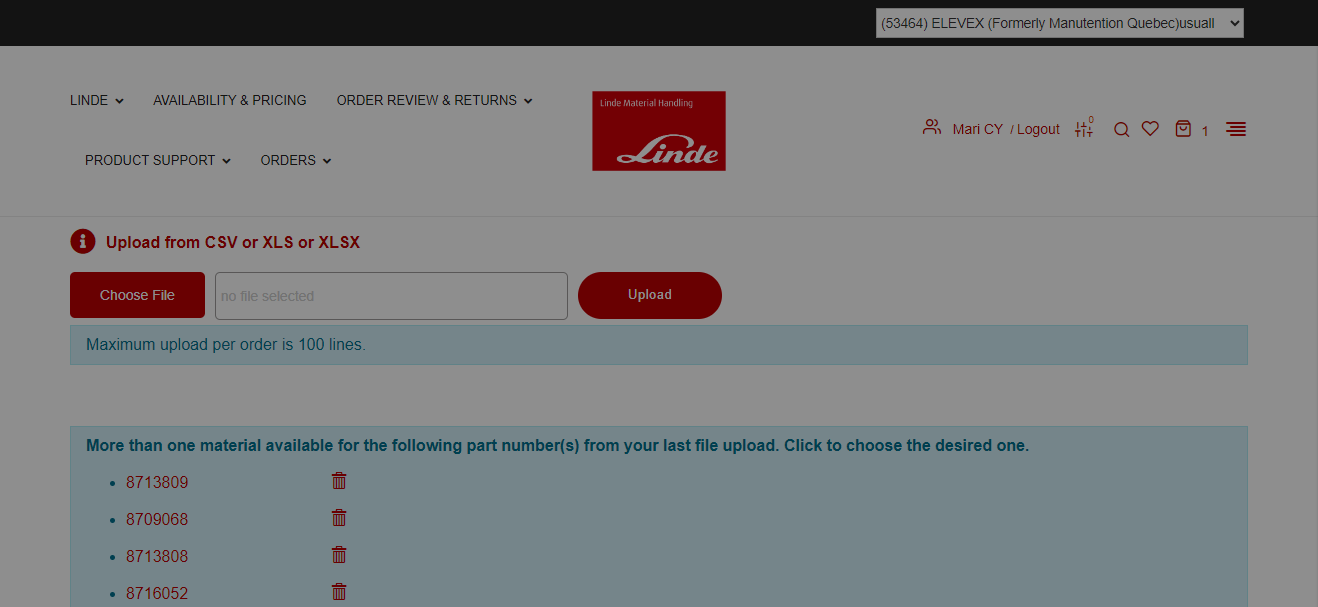 (53464) ELEVEX (Formerly Manutention Quebec)usuall
LINDE
AVAILABILITY & PRICING
ORDER REVIEW & RETURNS
PRODUCT SUPPORT
ORDERS
Linde Material Handling
Linde
Mari CY / Logout
0
1
Upload from CSV or XLS or XLSX
Choose File
no file selected
Upload
Maximum upload per order is 100 lines.
More than one material available for the following part number(s) from your last file upload. Click to choose the desired one.
8713809
8709068
8713808
8716052